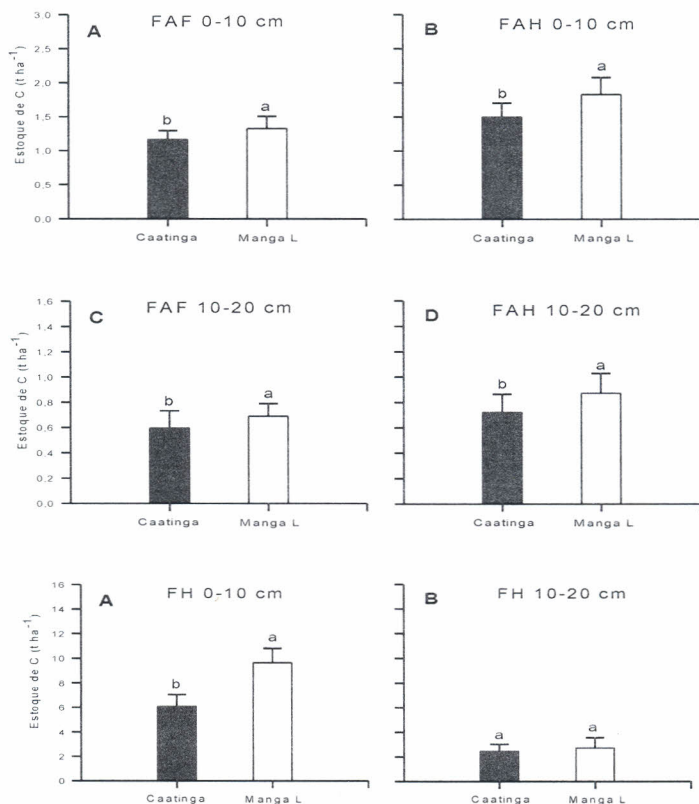 A FAF 0-10 cm
B FAH 0-10 cm
Estoque de C (t ha-1)
3.0
2.5
2.0
1.5
1.0
0.5
0.0
b
a
b
a
Caatinga Manga L
Caatinga Manga L
C FAF 10-20 cm
D FAH 10-20 cm
Estoque de C (t ha-1)
1,6
1,4
1,2
1,0
0,8
0,6
0,4
0,2
0,0
b
a
b
a
Caatinga Manga L
Caatinga Manga L
A FH 0-10 cm
B FH 10-20 cm
Estoque de C (t ha-1)
16
14
12
10
8
6
4
2
0
b
a
a
a
Caatinga Manga L
Caatinga Manga L